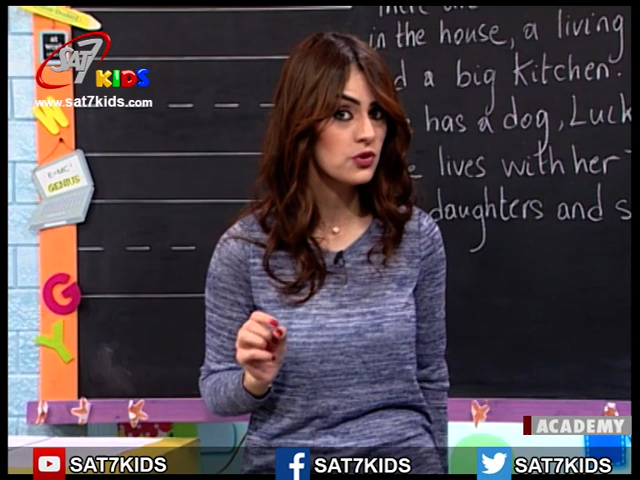 SAT7
KIDS
www.sat7kids.com
GENIUS
G
Y
in the house, a living
a big kitchen.
has a dog,
lives with her
daughters and s
ACADEMY
SAT7KIDS
SAT7KIDS
SAT7KIDS